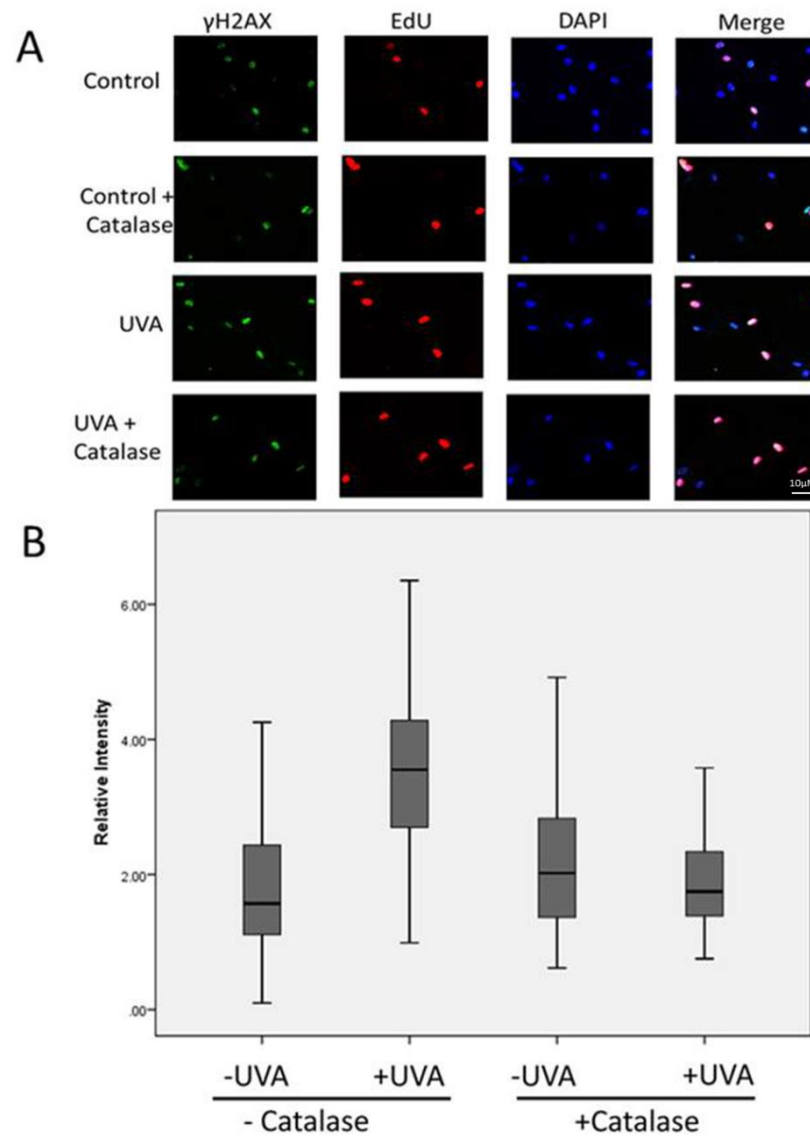 A
γH2AX EdU DAPI Merge
Control
Control +
Catalase
UVA
UVA +
Catalase
B
6.00
4.00
2.00
.00
Relative Intensity
-UVA +UVA -UVA +UVA
- Catalase +Catalase